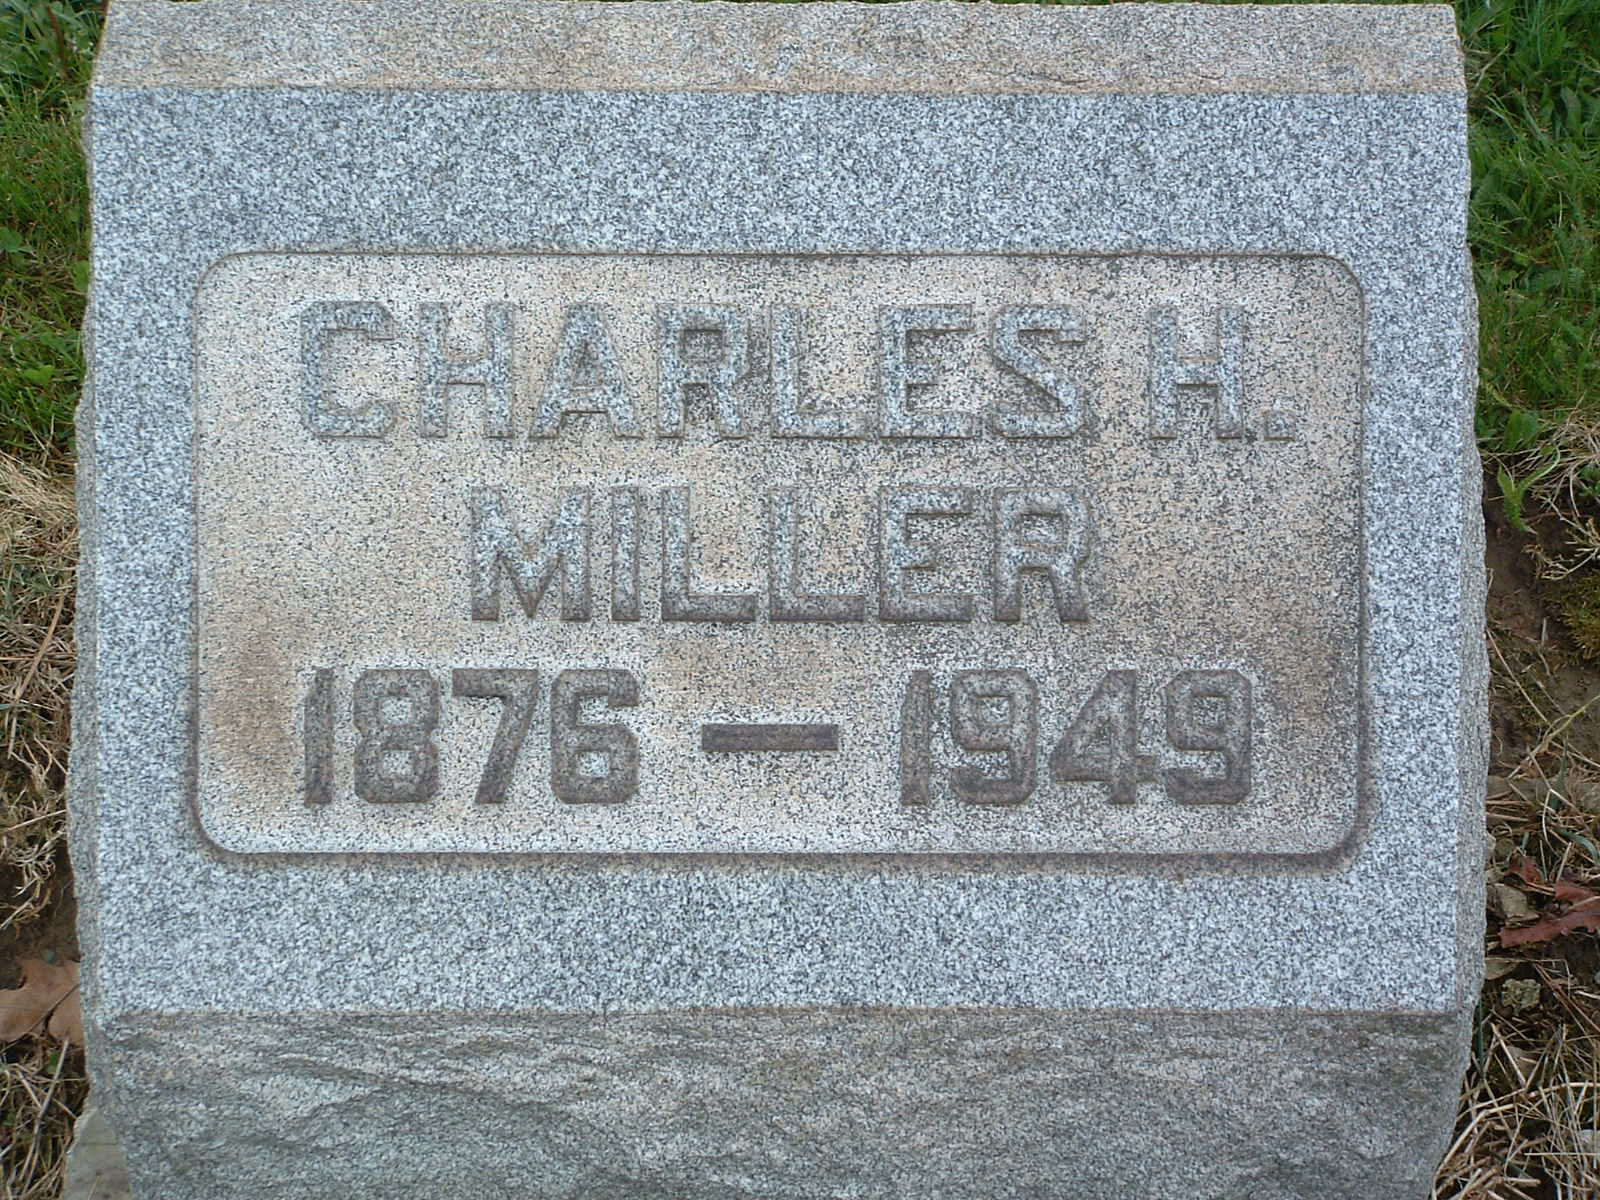 CHARLES H.
MILLER
1876 — 1949